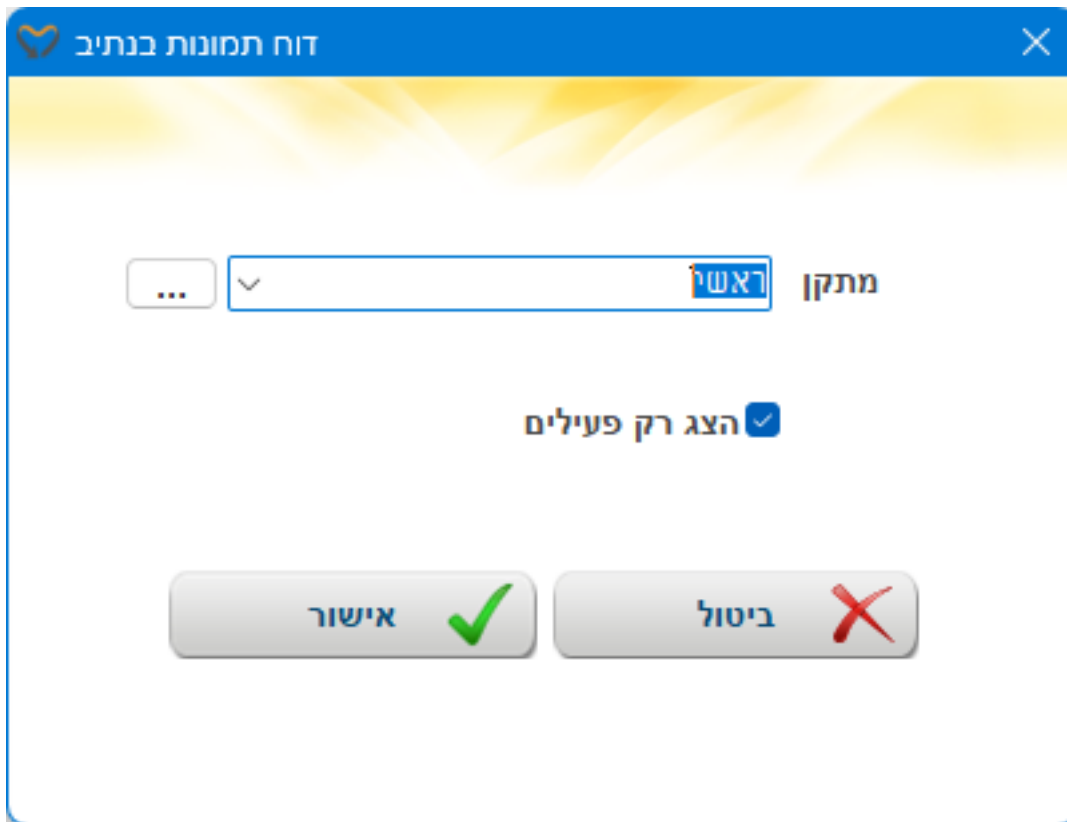 דוח תמונות בנתיב
מתקן ראשי ...
הצג רק פעילים
ביטול אישור